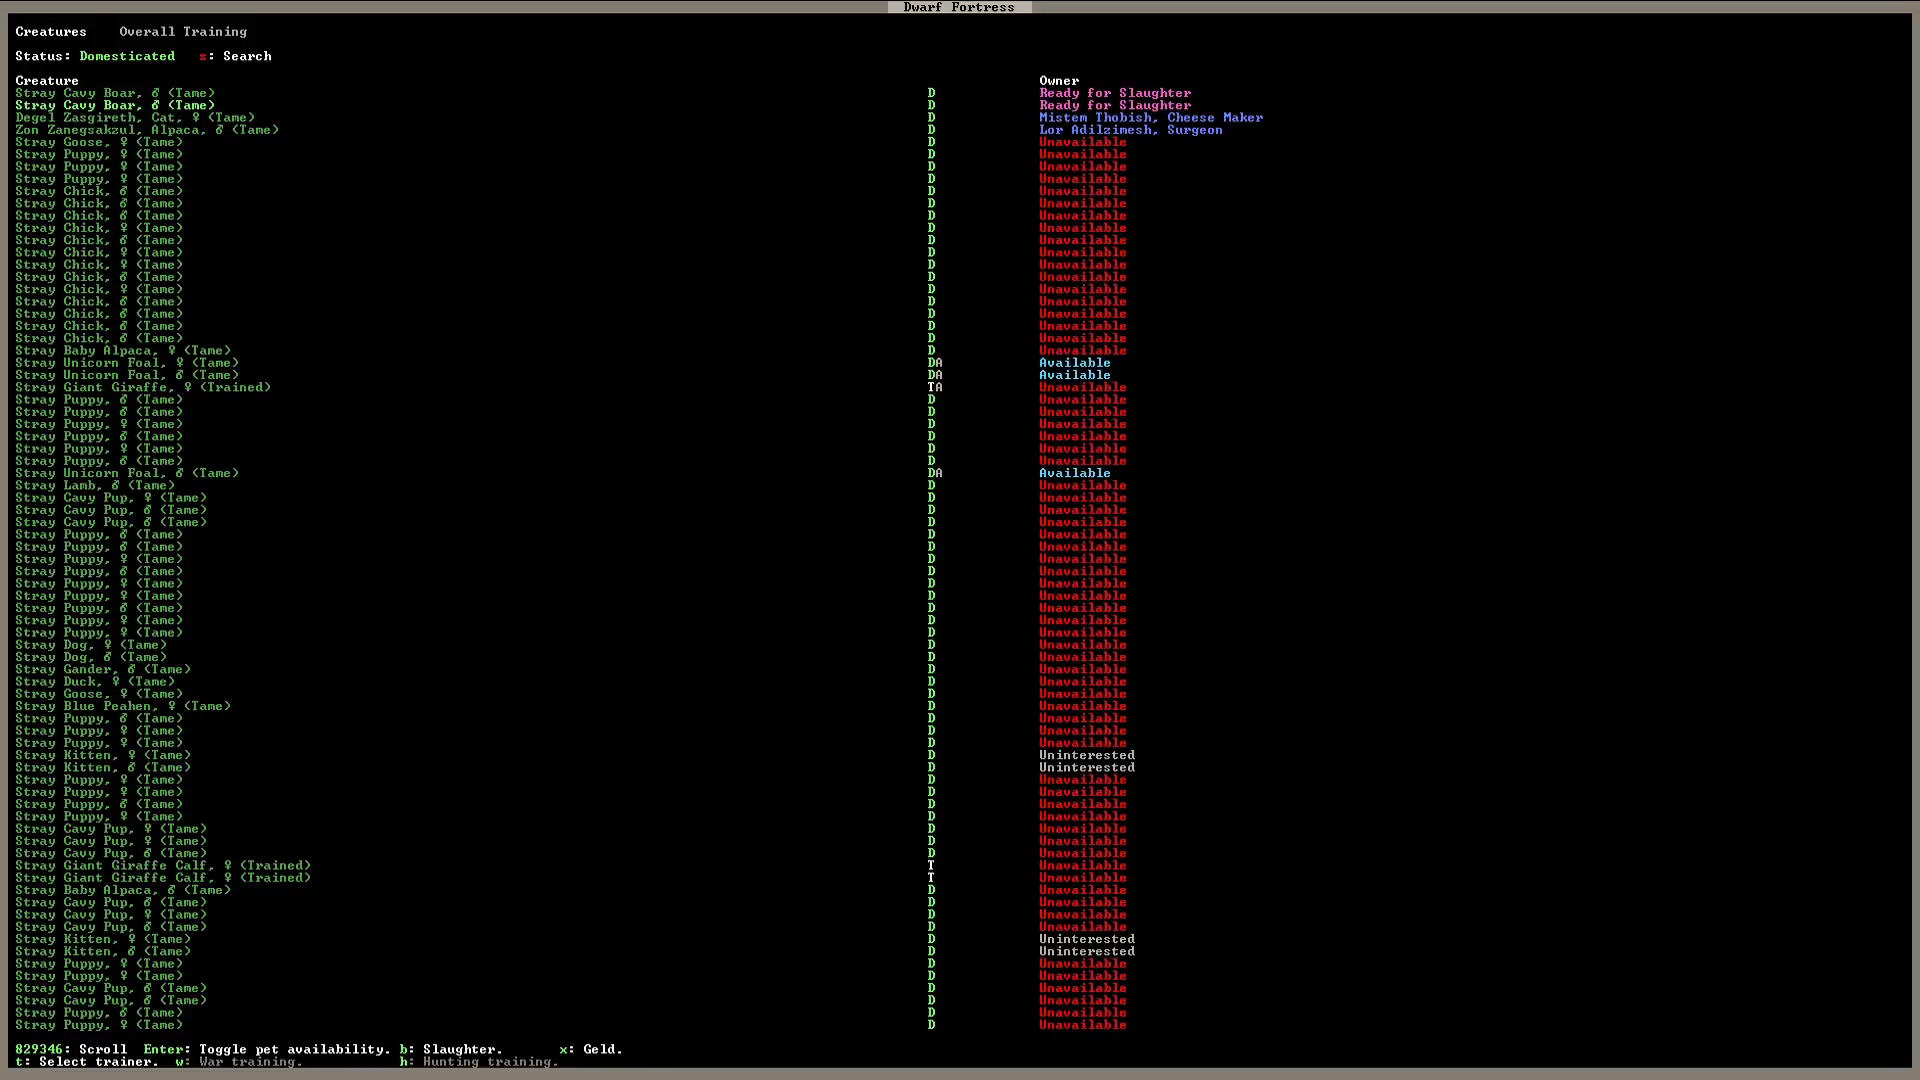 Dwarf Fortress
Creatures Overall Training
Status: Domesticated s: Search
Creature Owner
Stray Cavy Boar, ♂ (Tame) D Ready for Slaughter
Stray Cavy Boar, ♂ (Tame) D Ready for Slaughter
Degel Zasgireth, Cat, ♀ (Tame) D Mistem Thobish, Cheese Maker
Zon Zanegsakzul, Alpaca, ♂ (Tame) D Lor Adilzimesh, Surgeon
Stray Goose, ♀ (Tame) D Unavailable
Stray Puppy, ♀ (Tame) D Unavailable
Stray Puppy, ♀ (Tame) D Unavailable
Stray Puppy, ♀ (Tame) D Unavailable
Stray Chick, ♂ (Tame) D Unavailable
Stray Chick, ♂ (Tame) D Unavailable
Stray Chick, ♂ (Tame) D Unavailable
Stray Chick, ♀ (Tame) D Unavailable
Stray Chick, ♂ (Tame) D Unavailable
Stray Chick, ♀ (Tame) D Unavailable
Stray Chick, ♀ (Tame) D Unavailable
Stray Chick, ♂ (Tame) D Unavailable
Stray Chick, ♀ (Tame) D Unavailable
Stray Chick, ♂ (Tame) D Unavailable
Stray Chick, ♂ (Tame) D Unavailable
Stray Chick, ♂ (Tame) D Unavailable
Stray Chick, ♂ (Tame) D Unavailable
Stray Baby Alpaca, ♀ (Tame) D Unavailable
Stray Unicorn Foal, ♀ (Tame) DA Available
Stray Unicorn Foal, ♂ (Tame) DA Available
Stray Giant Giraffe, ♀ (Trained) TA Unavailable
Stray Puppy, ♂ (Tame) D Unavailable
Stray Puppy, ♂ (Tame) D Unavailable
Stray Puppy, ♀ (Tame) D Unavailable
Stray Puppy, ♂ (Tame) D Unavailable
Stray Puppy, ♀ (Tame) D Unavailable
Stray Puppy, ♂ (Tame) D Unavailable
Stray Unicorn Foal, ♂ (Tame) DA Available
Stray Lamb, ♂ (Tame) D Unavailable
Stray Cavy Pup, ♀ (Tame) D Unavailable
Stray Cavy Pup, ♂ (Tame) D Unavailable
Stray Cavy Pup, ♂ (Tame) D Unavailable
Stray Puppy, ♂ (Tame) D Unavailable
Stray Puppy, ♂ (Tame) D Unavailable
Stray Puppy, ♀ (Tame) D Unavailable
Stray Puppy, ♂ (Tame) D Unavailable
Stray Puppy, ♀ (Tame) D Unavailable
Stray Puppy, ♀ (Tame) D Unavailable
Stray Puppy, ♂ (Tame) D Unavailable
Stray Puppy, ♀ (Tame) D Unavailable
Stray Puppy, ♀ (Tame) D Unavailable
Stray Dog, ♀ (Tame) D Unavailable
Stray Dog, ♂ (Tame) D Unavailable
Stray Gander, ♂ (Tame) D Unavailable
Stray Duck, ♀ (Tame) D Unavailable
Stray Goose, ♀ (Tame) D Unavailable
Stray Blue Peahen, ♀ (Tame) D Unavailable
Stray Puppy, ♂ (Tame) D Unavailable
Stray Puppy, ♀ (Tame) D Unavailable
Stray Puppy, ♀ (Tame) D Unavailable
Stray Kitten, ♀ (Tame) D Uninterested
Stray Kitten, ♂ (Tame) D Uninterested
Stray Puppy, ♀ (Tame) D Unavailable
Stray Puppy, ♂ (Tame) D Unavailable
Stray Puppy, ♂ (Tame) D Unavailable
Stray Puppy, ♀ (Tame) D Unavailable
Stray Cavy Pup, ♀ (Tame) D Unavailable
Stray Cavy Pup, ♀ (Tame) D Unavailable
Stray Cavy Pup, ♂ (Tame) D Unavailable
Stray Giant Giraffe Calf, ♀ (Trained) T Unavailable
Stray Giant Giraffe Calf, ♀ (Trained) T Unavailable
Stray Baby Alpaca, ♂ (Tame) D Unavailable
Stray Cavy Pup, ♂ (Tame) D Unavailable
Stray Cavy Pup, ♀ (Tame) D Unavailable
Stray Cavy Pup, ♂ (Tame) D Unavailable
Stray Kitten, ♀ (Tame) D Uninterested
Stray Kitten, ♂ (Tame) D Uninterested
Stray Puppy, ♀ (Tame) D Unavailable
Stray Puppy, ♀ (Tame) D Unavailable
Stray Cavy Pup, ♂ (Tame) D Unavailable
Stray Cavy Pup, ♂ (Tame) D Unavailable
Stray Puppy, ♂ (Tame) D Unavailable
Stray Puppy, ♀ (Tame) D Unavailable
829346: Scroll Enter: Toggle pet availability. b: Slaughter. x: Geld.
t: Select trainer. w: War training. h: Hunting training.